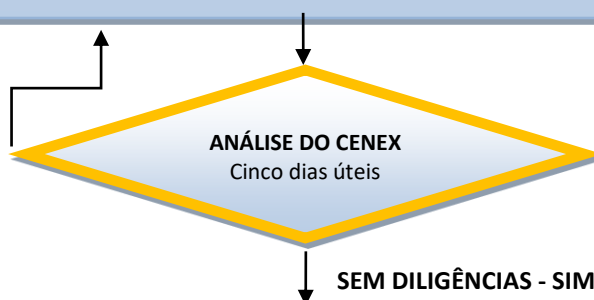 ANÁLISE DO CENEX
Cinco dias úteis
SEM DILIGÊNCIAS - SIM